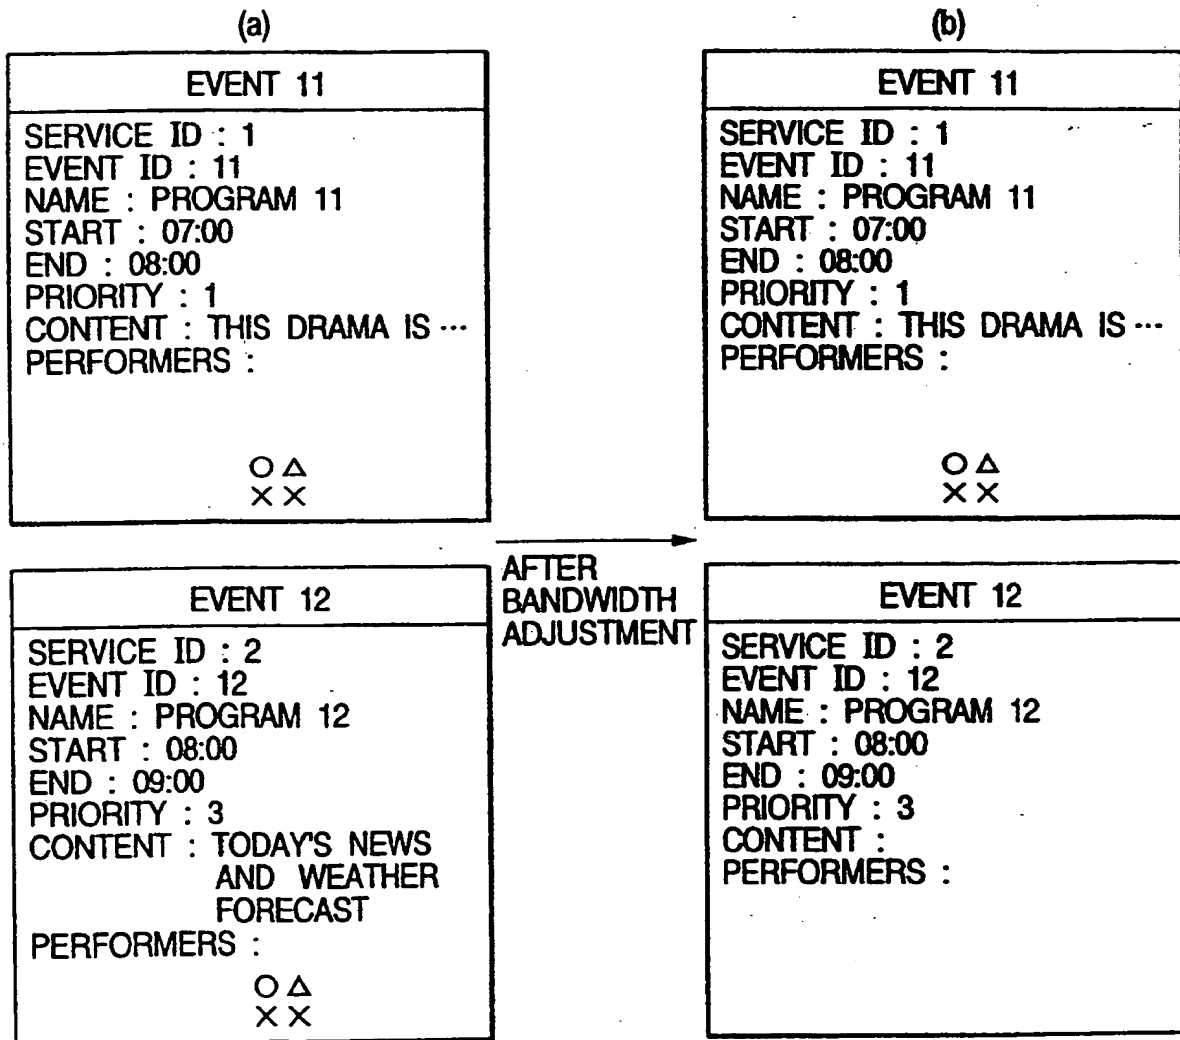 (a)
EVENT 11
SERVICE ID : 1
EVENT ID : 11
NAME : PROGRAM 11
START : 07:00
END : 08:00
PRIORITY : 1
CONTENT : THIS DRAMA IS ···
PERFORMERS :
○ △
× ×
EVENT 12
SERVICE ID : 2
EVENT ID : 12
NAME : PROGRAM 12
START : 08:00
END : 09:00
PRIORITY : 3
CONTENT : TODAY'S NEWS
AND WEATHER
FORECAST
PERFORMERS :
○ △
× ×
AFTER
BANDWIDTH
ADJUSTMENT
(b)
EVENT 11
SERVICE ID : 1
EVENT ID : 11
NAME : PROGRAM 11
START : 07:00
END : 08:00
PRIORITY : 1
CONTENT : THIS DRAMA IS ···
PERFORMERS :
○ △
× ×
EVENT 12
SERVICE ID : 2
EVENT ID : 12
NAME : PROGRAM 12
START : 08:00
END : 09:00
PRIORITY : 3
CONTENT :
PERFORMERS :